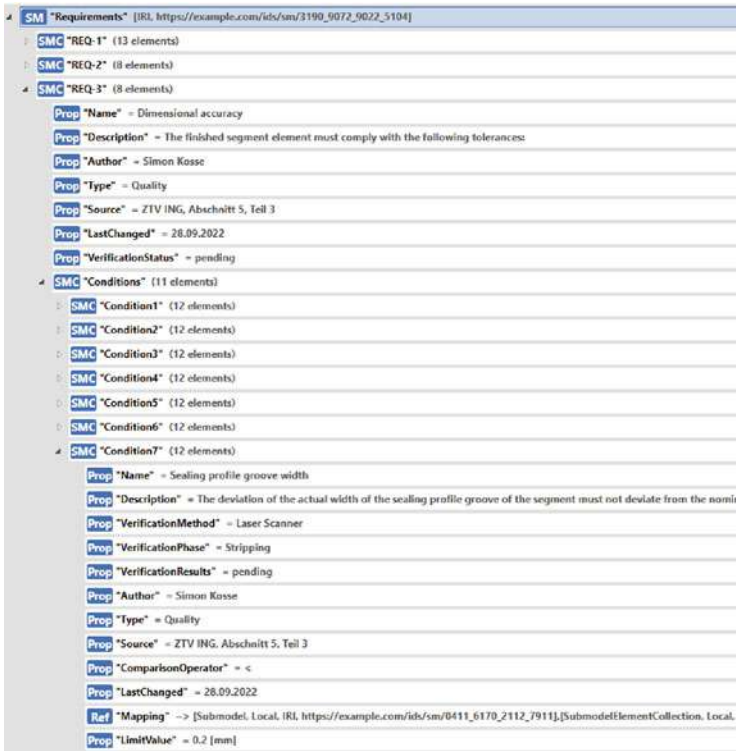 SM "Requirements" [IRI, https://example.com/ids/sm/3190_9072_9022_5104]
SMC "REQ-1" (13 elements)
SMC "REQ-2" (8 elements)
SMC "REQ-3" (8 elements)
Prop "Name" = Dimensional accuracy
Prop "Description" = The finished segment element must comply with the following tolerances:
Prop "Author" = Simon Kosse
Prop "Type" = Quality
Prop "Source" = ZTV ING, Abschnitt 5, Teil 3
Prop "LastChanged" = 28.09.2022
Prop "VerificationStatus" = pending
SMC "Conditions" (11 elements)
SMC "Condition1" (12 elements)
SMC "Condition2" (12 elements)
SMC "Condition3" (12 elements)
SMC "Condition4" (12 elements)
SMC "Condition5" (12 elements)
SMC "Condition6" (12 elements)
SMC "Condition7" (12 elements)
Prop "Name" = Sealing profile groove width
Prop "Description" = The deviation of the actual width of the sealing profile groove of the segment must not deviate from the nomi
Prop "VerificationMethod" = Laser Scanner
Prop "VerificationPhase" = Stripping
Prop "VerificationResults" = pending
Prop "Author" = Simon Kosse
Prop "Type" = Quality
Prop "Source" = ZTV ING, Abschnitt 5, Teil 3
Prop "ComparisonOperator" = <
Prop "LastChanged" = 28.09.2022
Ref "Mapping" ~> [Submodel, Local, IRI, https://example.com/ids/sm/0411_6170_2112_7911],[SubmodelElementCollection, Local,
Prop "LimitValue" = 0.2 [mm]